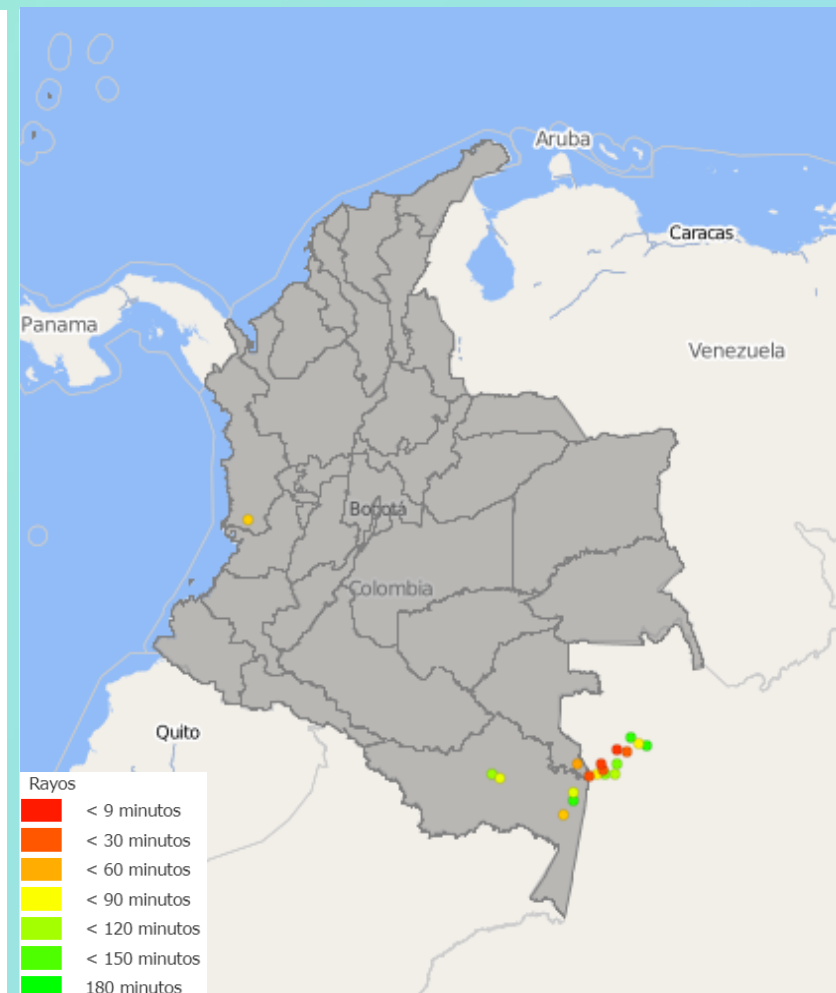 Aruba
Caracas
Panama
Venezuela
Bogotá
Colombia
Quito
Rayos
< 9 minutos
< 30 minutos
< 60 minutos
< 90 minutos
< 120 minutos
< 150 minutos
180 minutos